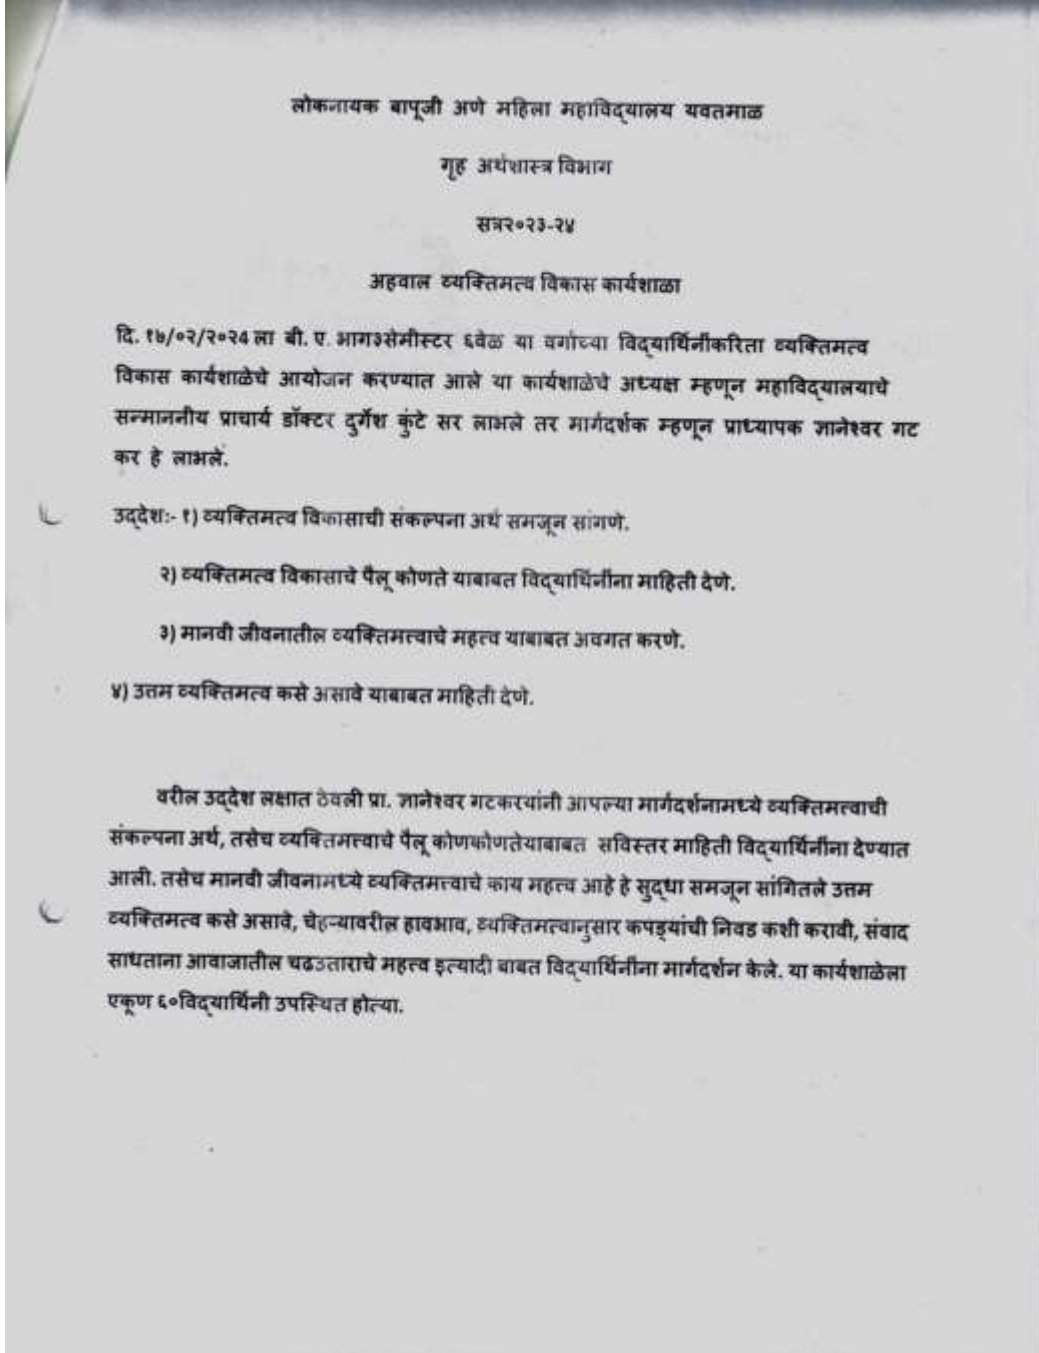 लोकनायक बापूजी अणे महिला महाविद्यालय यवतमाळ
गृह अर्थशास्त्र विभाग
सत्र२०२३-२४
अहवाल व्यक्तिमत्व विकास कार्यशाळा
दि. १७/०२/२०२४ला बी. ए. भाग३सेमीस्टर ६वेळ या वर्गाच्या विद्यार्थिनींकरिता व्यक्तिमत्व
विकास कार्यशाळेचे आयोजन करण्यात आले या कार्यशाळेचे अध्यक्ष म्हणून महाविद्यालयाचे
सन्माननीय प्राचार्य डॉक्टर दुर्गेश कुंटे सर लाभले तर मार्गदर्शक म्हणून प्राध्यापक ज्ञानेश्वर गट
कर हे लाभले.
उद्देशः- १) व्यक्तिमत्व विकासाची संकल्पना अर्थ समजून सांगणे.
२) व्यक्तिमत्व विकासाचे पैलू कोणते याबाबत विद्यार्थिनींना माहिती देणे.
३) मानवी जीवनातील व्यक्तिमत्त्वाचे महत्व याबाबत अवगत करणे.
४) उत्तम व्यक्तिमत्व कसे असावे याबाबत माहिती देणे.
वरील उद्देश लक्षात ठेवली प्रा. ज्ञानेश्वर गटकरयांनी आपल्या मार्गदर्शनामध्ये व्यक्तिमत्त्वाची
संकल्पना अर्थ, तसेच व्यक्तिमत्त्वाचे पैलू कोणकोणतेयाबाबत सविस्तर माहिती विद्यार्थिनींना देण्यात
आली. तसेच मानवी जीवनामध्ये व्यक्तिमत्त्वाचे काय महत्त्व आहे हे सुद्धा समजून सांगितले उत्तम
व्यक्तिमत्व कसे असावे, चेहऱ्यावरील हावभाव, व्यक्तिमत्वानुसार कपड्यांची निवड कशी करावी, संवाद
साधताना आवाजातील चढउताराचे महत्त्व इत्यादी बाबत विद्यार्थिनींना मार्गदर्शन केले. या कार्यशाळेला
एकूण ६०विद्यार्थिनी उपस्थित होत्या.